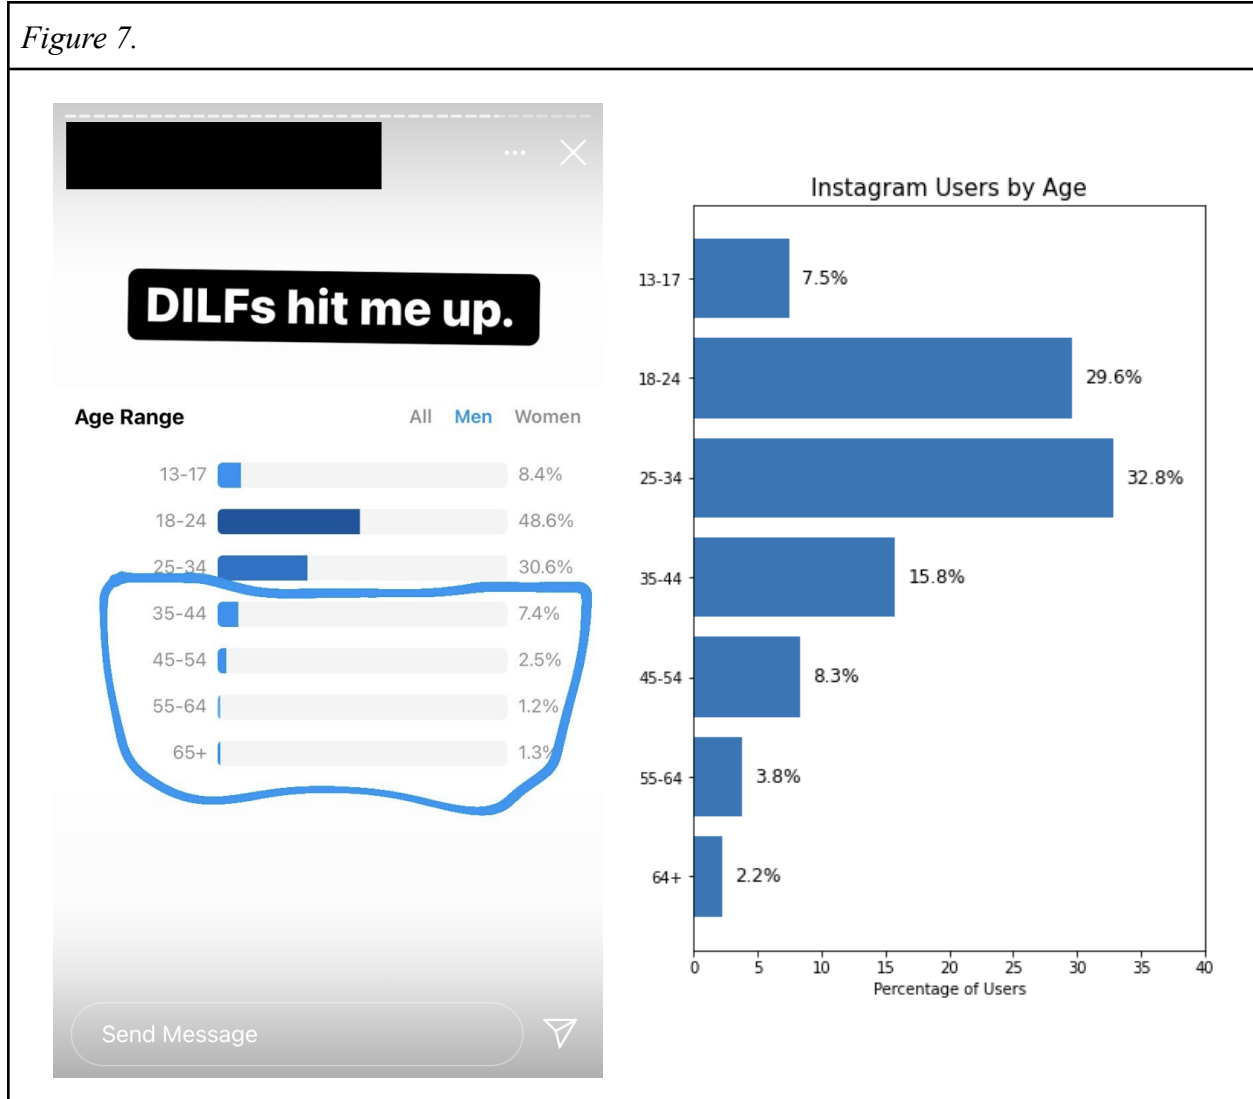 Figure 7.
DILFs hit me up.
Age Range All Men Women
13-17 8.4%
18-24 48.6%
25-34 30.6%
35-44 7.4%
45-54 2.5%
55-64 1.2%
65+ 1.3%
Send Message
Instagram Users by Age
13-17 7.5%
18-24 29.6%
25-34 32.8%
35-44 15.8%
45-54 8.3%
55-64 3.8%
64+ 2.2%
0 5 10 15 20 25 30 35 40
Percentage of Users